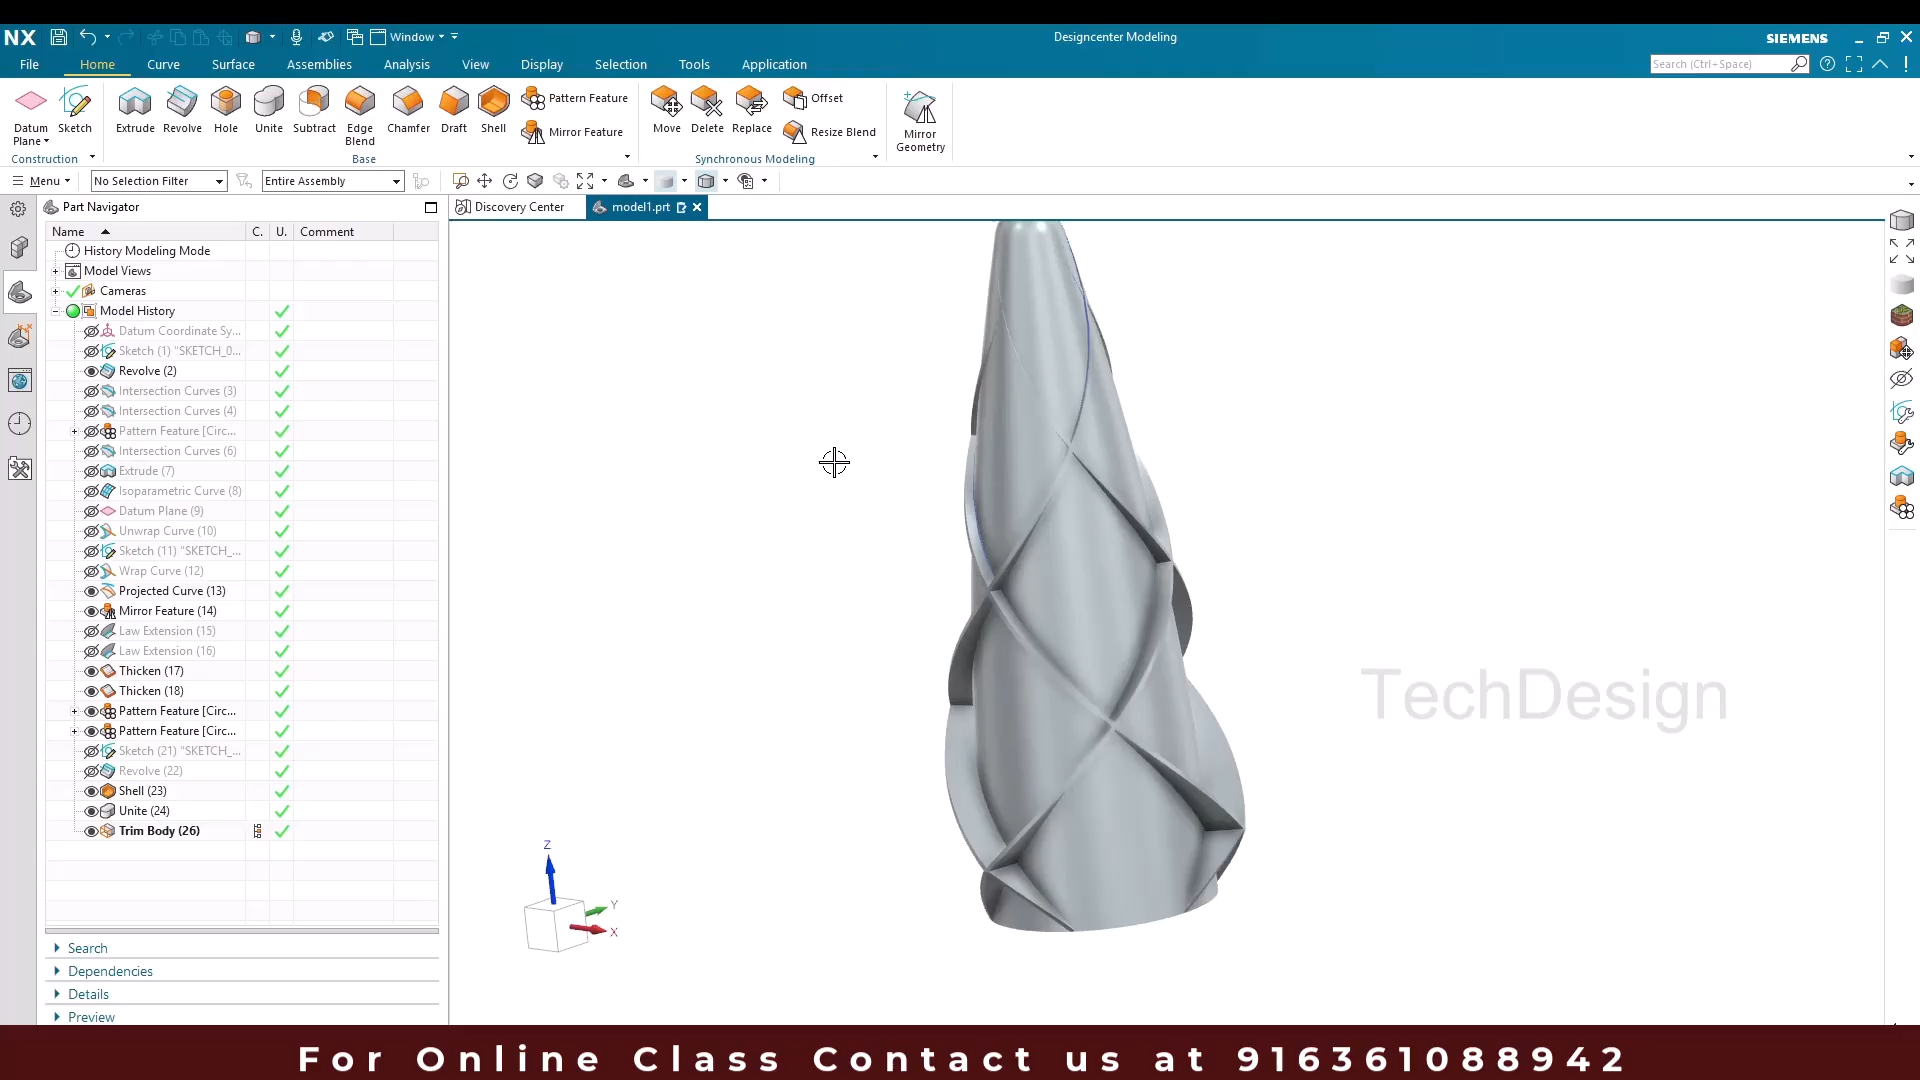 NX
Window
Designcenter Modeling
SIEMENS
File
Home
Curve
Surface
Assemblies
Analysis
View
Display
Selection
Tools
Application
Search (Ctrl+Space)
Datum Plane
Sketch
Extrude
Revolve
Hole
Unite
Subtract
Edge Blend
Chamfer
Draft
Shell
Pattern Feature
Mirror Feature
Move
Delete
Replace
Offset
Resize Blend
Mirror Geometry
Construction
Base
Synchronous Modeling
Menu
No Selection Filter
Entire Assembly
Part Navigator
Discovery Center
model1.prt
Name
C.
U.
Comment
History Modeling Mode
Model Views
Cameras
Model History
Datum Coordinate Sy...
Sketch (1) "SKETCH_0...
Revolve (2)
Intersection Curves (3)
Intersection Curves (4)
Pattern Feature [Circ...
Intersection Curves (6)
Extrude (7)
Isoparametric Curve (8)
Datum Plane (9)
Unwrap Curve (10)
Sketch (11) "SKETCH_...
Wrap Curve (12)
Projected Curve (13)
Mirror Feature (14)
Law Extension (15)
Law Extension (16)
Thicken (17)
Thicken (18)
Pattern Feature [Circ...
Pattern Feature [Circ...
Sketch (21) "SKETCH_...
Revolve (22)
Shell (23)
Unite (24)
Trim Body (26)
Search
Dependencies
Details
Preview
Z
Y
X
TechDesign
For Online Class Contact us at 916361088942